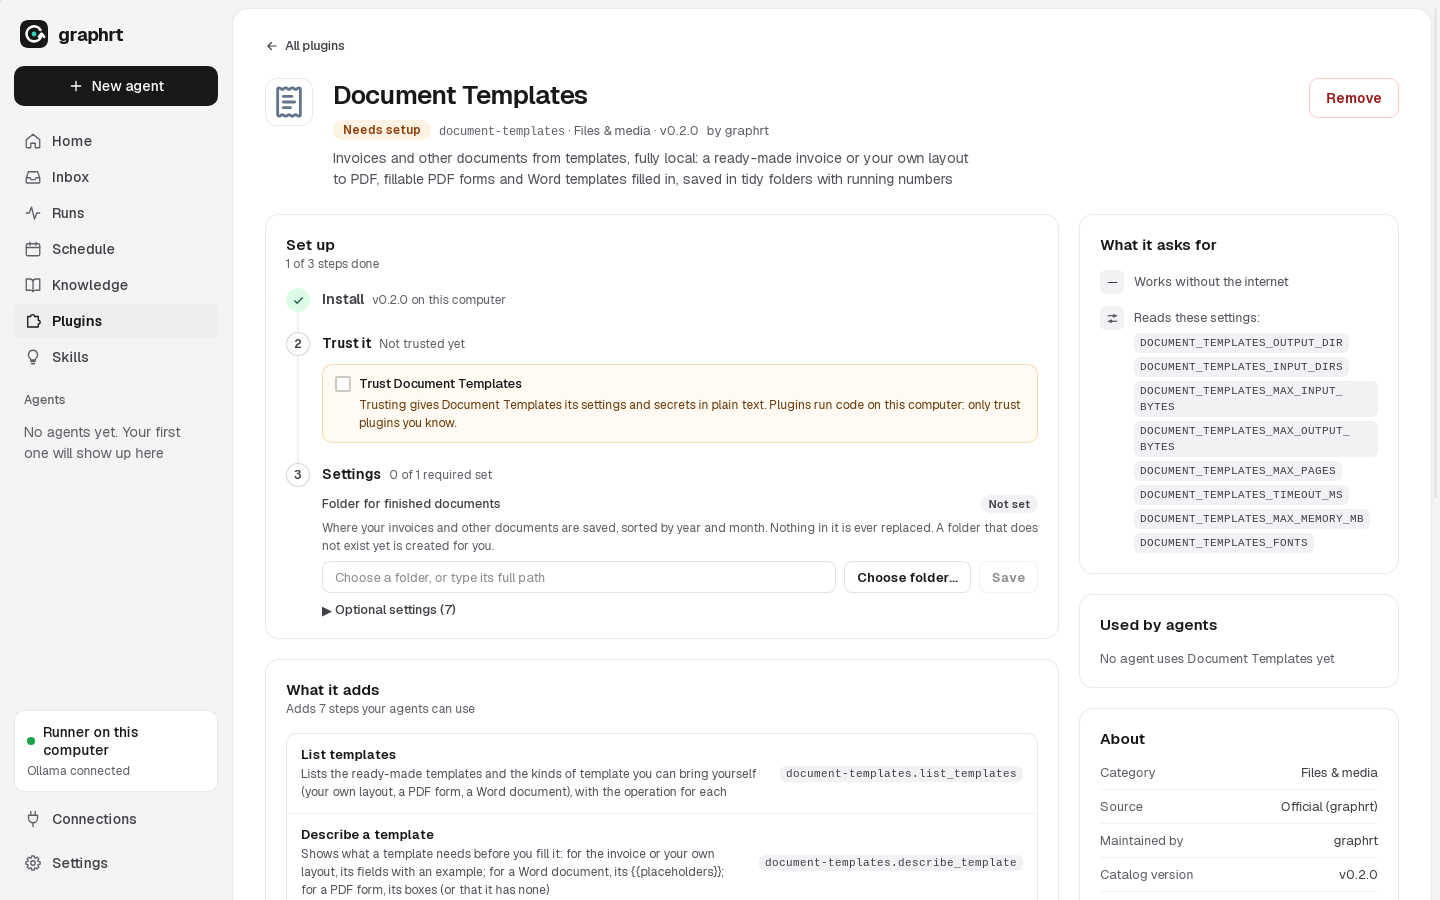 graphrt
New agent
Home
Inbox
Runs
Schedule
Knowledge
Plugins
Skills
Agents
No agents yet. Your first
one will show up here
Runner on this
computer
Ollama connected
Connections
Settings
All plugins
Document Templates
Remove
Needs setup document-templates · Files & media · v0.2.0 by graphrt
Invoices and other documents from templates, fully local: a ready-made invoice or your own layout
to PDF, fillable PDF forms and Word templates filled in, saved in tidy folders with running numbers
Set up
1 of 3 steps done
Install v0.2.0 on this computer
2 Trust it Not trusted yet
Trust Document Templates
Trusting gives Document Templates its settings and secrets in plain text. Plugins run code on this computer: only trust
plugins you know.
3 Settings 0 of 1 required set
Folder for finished documents Not set
Where your invoices and other documents are saved, sorted by year and month. Nothing in it is ever replaced. A folder that does
not exist yet is created for you.
Choose a folder, or type its full path Choose folder... Save
▶ Optional settings (7)
What it adds
Adds 7 steps your agents can use
List templates
Lists the ready-made templates and the kinds of template you can bring yourself
(your own layout, a PDF form, a Word document), with the operation for each
document-templates.list_templates
Describe a template
Shows what a template needs before you fill it: for the invoice or your own
layout, its fields with an example; for a Word document, its {{placeholders}};
for a PDF form, its boxes (or that it has none)
document-templates.describe_template
What it asks for
Works without the internet
Reads these settings:
DOCUMENT_TEMPLATES_OUTPUT_DIR
DOCUMENT_TEMPLATES_INPUT_DIRS
DOCUMENT_TEMPLATES_MAX_INPUT_
BYTES
DOCUMENT_TEMPLATES_MAX_OUTPUT_
BYTES
DOCUMENT_TEMPLATES_MAX_PAGES
DOCUMENT_TEMPLATES_TIMEOUT_MS
DOCUMENT_TEMPLATES_MAX_MEMORY_MB
DOCUMENT_TEMPLATES_FONTS
Used by agents
No agent uses Document Templates yet
About
Category Files & media
Source Official (graphrt)
Maintained by graphrt
Catalog version v0.2.0